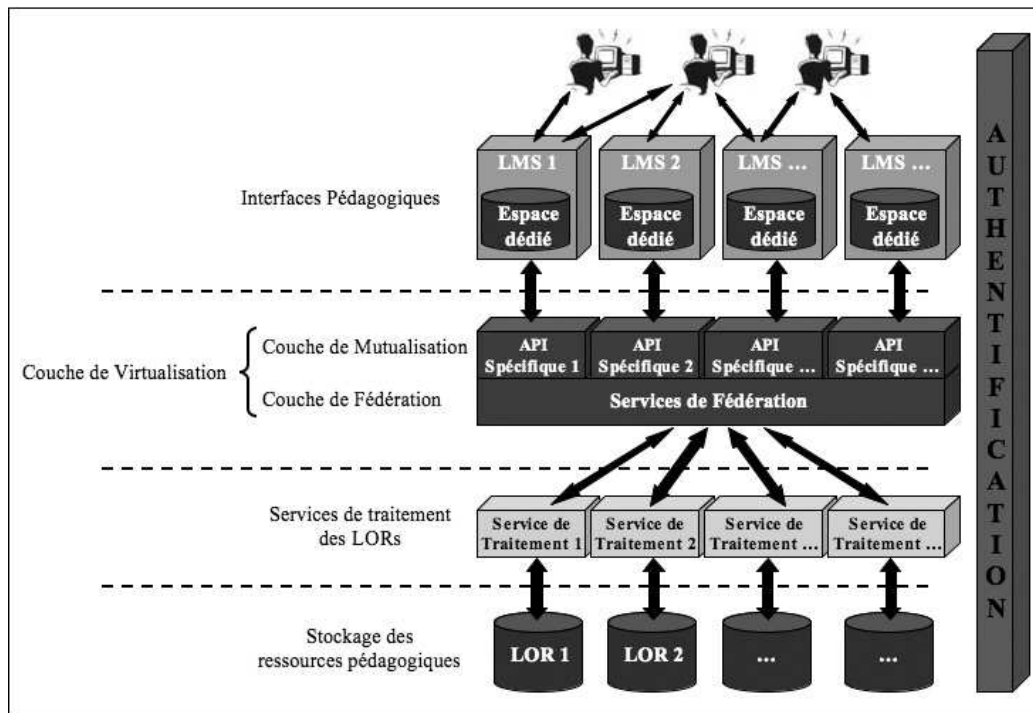 LMS 1
LMS 2
LMS ...
LMS ...
Interfaces Pédagogiques
Espace
dédié
Espace
dédié
Espace
dédié
Espace
dédié
Couche de Virtualisation
Couche de Mutualisation
API
Spécifique 1
API
Spécifique 2
API
Spécifique ...
API
Spécifique ...
Couche de Fédération
Services de Fédération
Services de traitement
des LORs
Service de
Traitement 1
Service de
Traitement 2
Service de
Traitement ...
Service de
Traitement ...
Stockage des
ressources pédagogiques
LOR 1
LOR 2
...
...
AUTHENTIFICATION